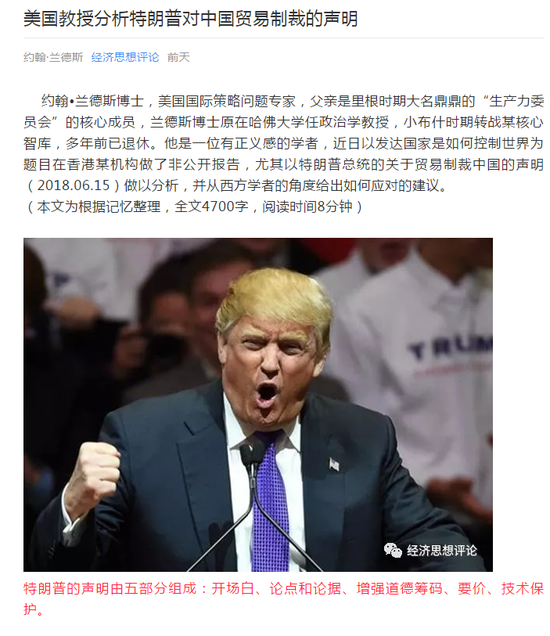 美国教授分析特朗普对中国贸易制裁的声明
约翰·兰德斯 经济思想评论 前天
约翰•兰德斯博士，美国国际策略问题专家，父亲是里根时期大名鼎鼎的“生产力委
员会”的核心成员，兰德斯博士原在哈佛大学任政治学教授，小布什时期转战某核心
智库，多年前已退休。他是一位有正义感的学者，近日以发达国家是如何控制世界为
题目在香港某机构做了非公开报告，尤其以特朗普总统的关于贸易制裁中国的声明
（2018.06.15）做以分析，并从西方学者的角度给出如何应对的建议。
（本文为根据记忆整理，全文4700字，阅读时间8分钟）
TRUM
经济思想评论
特朗普的声明由五部分组成：开场白、论点和论据、增强道德筹码、要价、技术保
护。